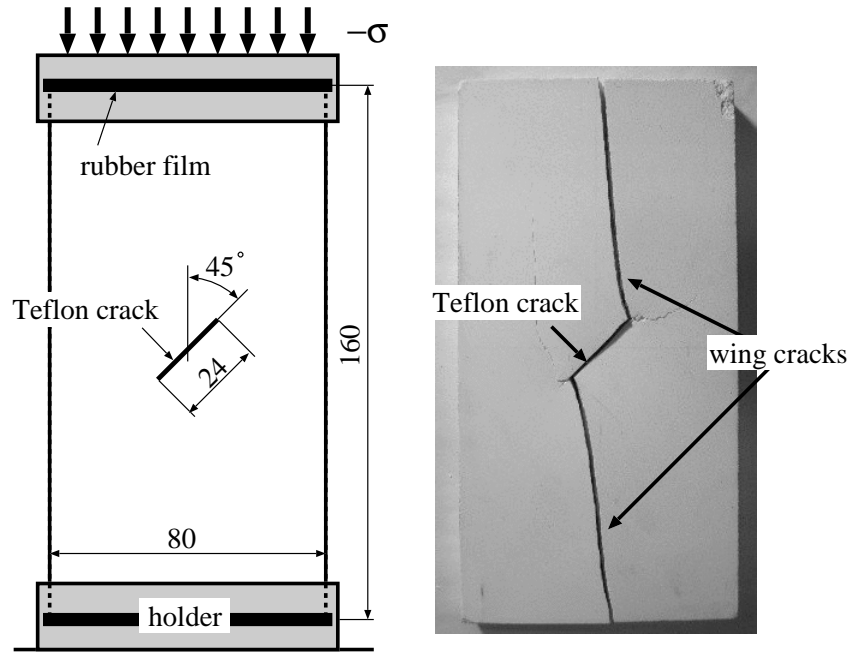 −σ
rubber film
45°
Teflon crack
24
160
80
holder
Teflon crack
wing cracks